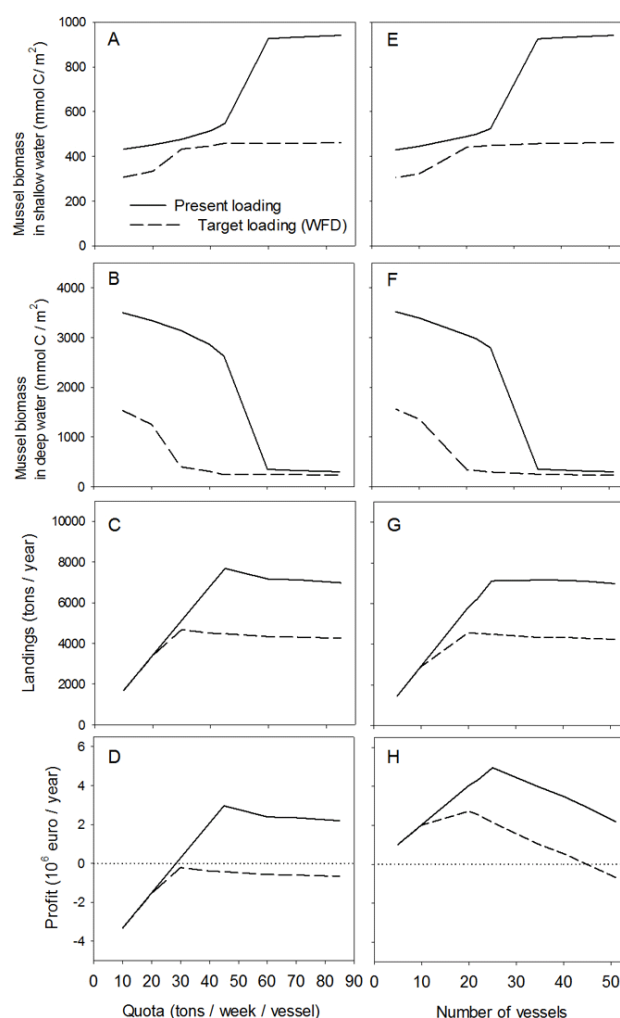 A
E
Mussel biomass
in shallow water (mmol C/ m2)
1000
800
600
400
200
0
Present loading
Target loading (WFD)
B
F
Mussel biomass
in deep water (mmol C / m2)
4000
3000
2000
1000
0
C
G
Landings (tons / year)
10000
8000
6000
4000
2000
0
D
H
Profit (10^6 euro / year)
6
4
2
0
-2
-4
0 10 20 30 40 50 60 70 80 90
0 10 20 30 40 50
Quota (tons / week / vessel)
Number of vessels